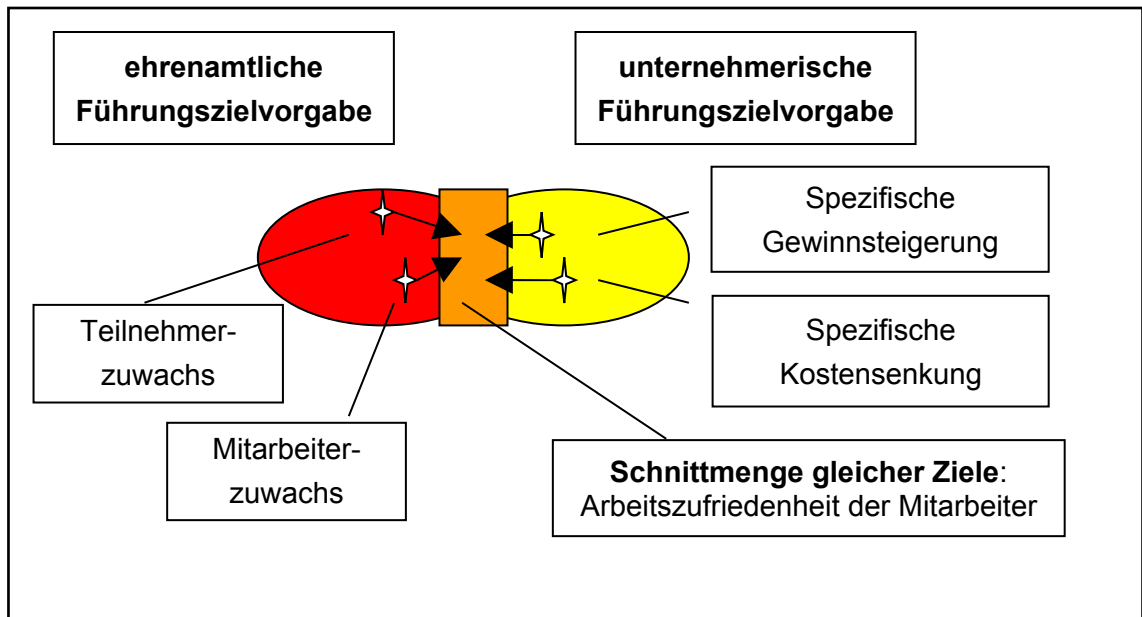 ehrenamtliche
Führungszielvorgabe
unternehmerische
Führungszielvorgabe
Spezifische
Gewinnsteigerung
Teilnehmer-
zuwachs
Spezifische
Kostensenkung
Mitarbeiter-
zuwachs
Schnittmenge gleicher Ziele:
Arbeitszufriedenheit der Mitarbeiter